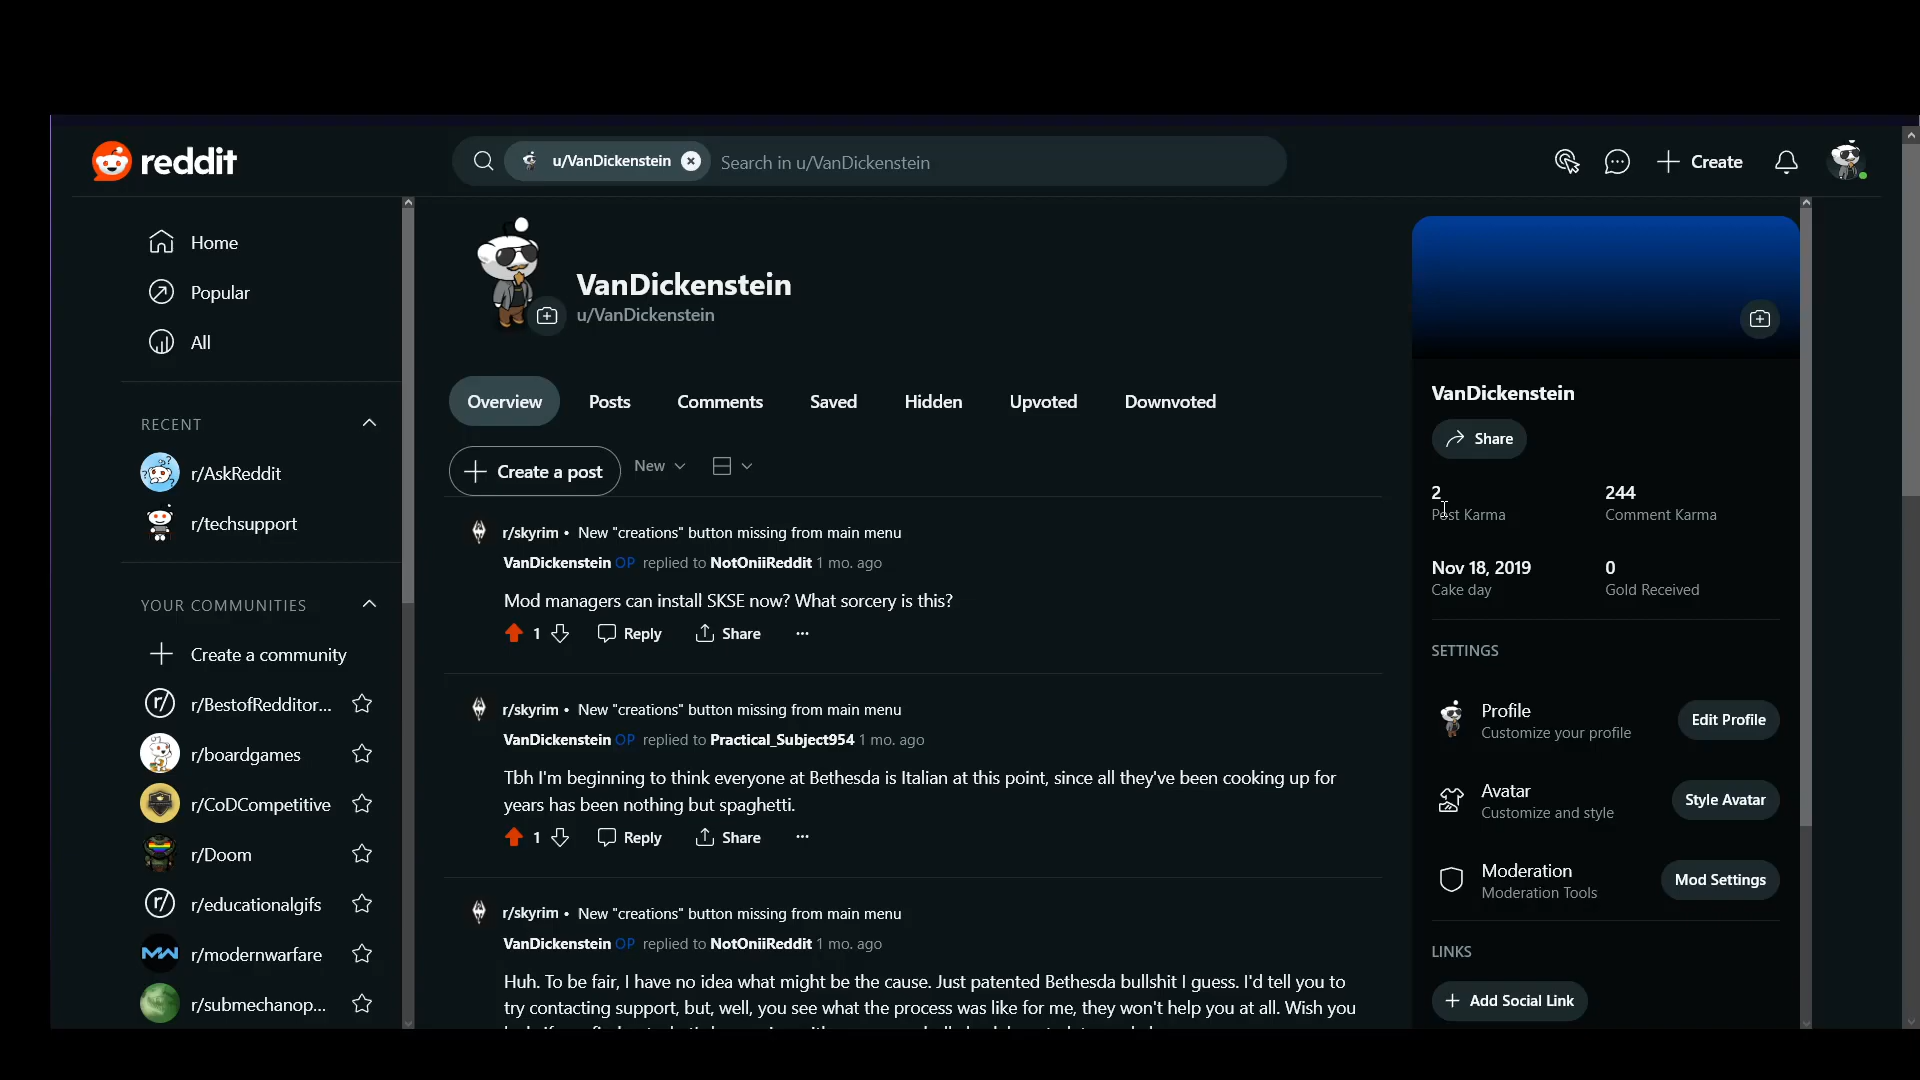 reddit
u/VanDickenstein
Search in u/VanDickenstein
Create
Home
Popular
All
RECENT
r/AskReddit
r/techsupport
YOUR COMMUNITIES
Create a community
r/BestofRedditor...
r/boardgames
r/CoDCompetitive
r/Doom
r/educationalgifs
r/modernwarfare
r/submechanop...
VanDickenstein
u/VanDickenstein
Overview Posts Comments Saved Hidden Upvoted Downvoted
Create a post New
r/skyrim • New "creations" button missing from main menu
VanDickenstein OP replied to NotOniiReddit 1 mo. ago
Mod managers can install SKSE now? What sorcery is this?
1 Reply Share ...
r/skyrim • New "creations" button missing from main menu
VanDickenstein OP replied to Practical_Subject954 1 mo. ago
Tbh I'm beginning to think everyone at Bethesda is Italian at this point, since all they've been cooking up for
years has been nothing but spaghetti.
1 Reply Share ...
r/skyrim • New "creations" button missing from main menu
VanDickenstein OP replied to NotOniiReddit 1 mo. ago
Huh. To be fair, I have no idea what might be the cause. Just patented Bethesda bullshit I guess. I'd tell you to
try contacting support, but, well, you see what the process was like for me, they won't help you at all. Wish you
VanDickenstein
Share
2 244
Post Karma Comment Karma
Nov 18, 2019 0
Cake day Gold Received
SETTINGS
Profile
Customize your profile
Edit Profile
Avatar
Customize and style
Style Avatar
Moderation
Moderation Tools
Mod Settings
LINKS
+ Add Social Link